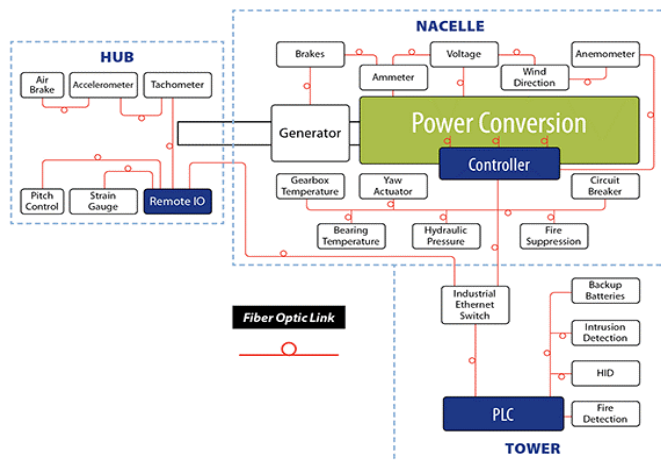 NACELLE
HUB
Brakes
Voltage
Anemometer
Air
Brake
Accelerometer
Tachometer
Ammeter
Wind
Direction
Generator
Power Conversion
Controller
Gearbox
Temperature
Yaw
Actuator
Circuit
Breaker
Pitch
Control
Strain
Gauge
Remote IO
Bearing
Temperature
Hydraulic
Pressure
Fire
Suppression
Industrial
Ethernet
Switch
Backup
Batteries
Fiber Optic Link
Intrusion
Detection
HID
PLC
Fire
Detection
TOWER